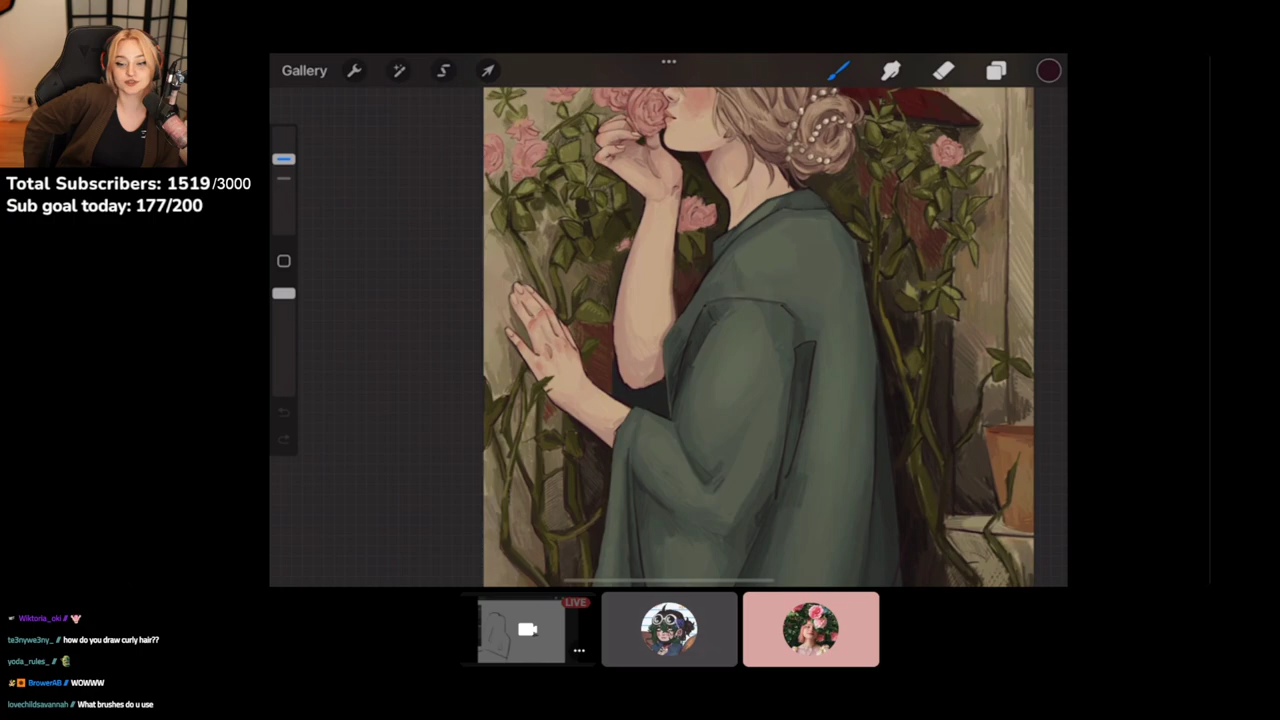 Gallery
Total Subscribers: 1519/3000
Sub goal today: 177/200
LIVE
Wiktoria_oki //
te3nywe3ny_ // how do you draw curly hair??
yoda_rules_ //
BrowerAB // WOWWW
lovechildsavannah // What brushes do u use